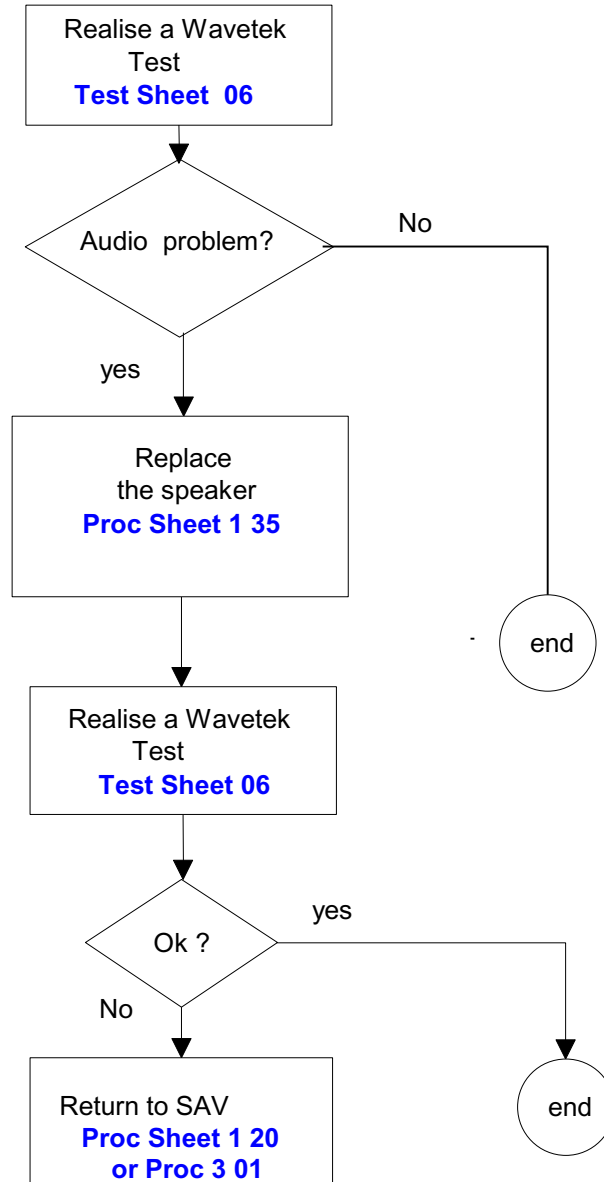 Realise a Wavetek
Test
Test Sheet 06
Audio problem?
No
yes
Replace
the speaker
Proc Sheet 1 35
end
Realise a Wavetek
Test
Test Sheet 06
Ok ?
yes
No
Return to SAV
Proc Sheet 1 20
or Proc 3 01
end